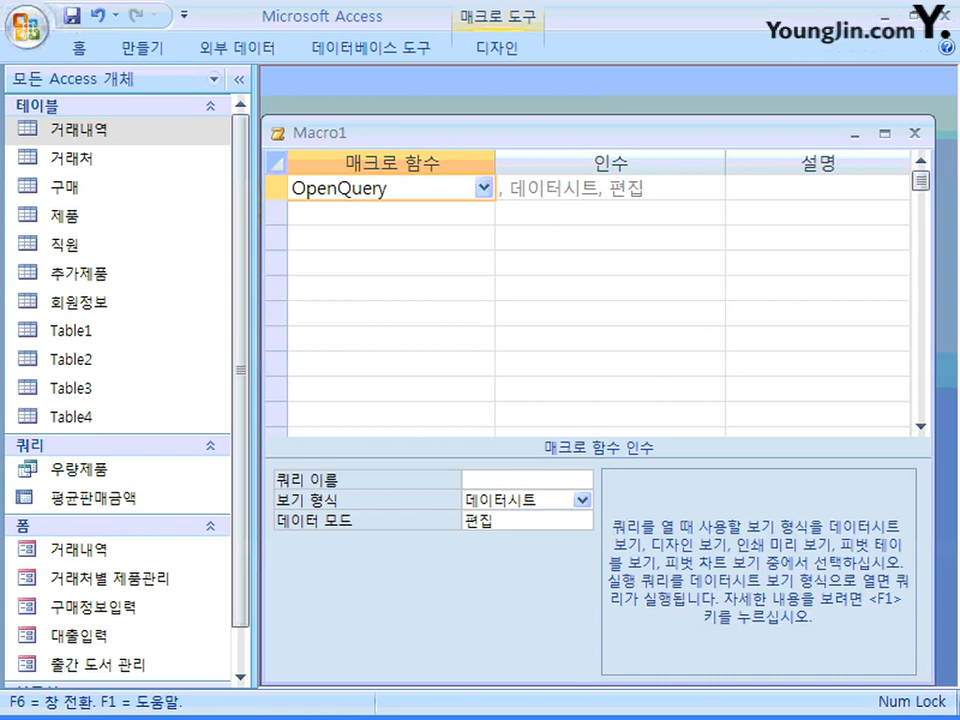 Microsoft Access
매크로 도구
YoungJin.com Y.
홈 만들기 외부 데이터 데이터베이스 도구 디자인
모든 Access 개체
테이블
거래내역
거래처
구매
제품
직원
추가제품
회원정보
Table1
Table2
Table3
Table4
쿼리
우량제품
평균판매금액
폼
거래내역
거래처별 제품관리
구매정보입력
대출입력
출간 도서 관리
Macro1
매크로 함수 인수 설명
OpenQuery , 데이터시트, 편집
매크로 함수 인수
쿼리 이름
보기 형식 데이터시트
데이터 모드 편집
쿼리를 열 때 사용할 보기 형식을 데이터시트
보기, 디자인 보기, 인쇄 미리 보기, 피벗 테이
블 보기, 피벗 차트 보기 중에서 선택하십시오.
실행 쿼리를 데이터시트 보기 형식으로 열면 쿼
리가 실행됩니다. 자세한 내용을 보려면 <F1>
키를 누르십시오.
F6 = 창 전환. F1 = 도움말.
Num Lock